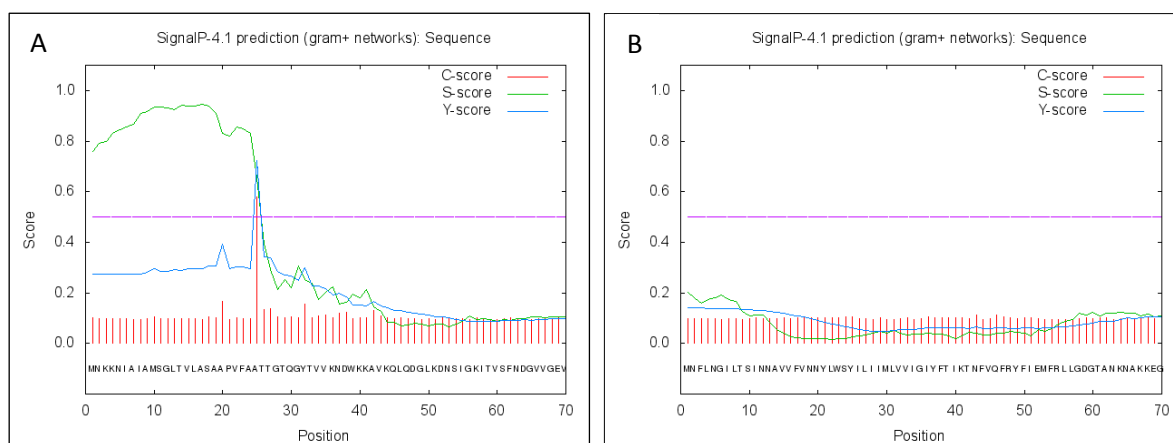 A
SignalP-4.1 prediction (gram+ networks): Sequence
C-score
S-score
Y-score
1.0
0.8
0.6
0.4
0.2
0.0
Score
MNKKNIAIAMSGLTVLASAAPVFAATTGTQGYTVVKNDWKKAVKQLQDGLKDNSIGKITVSFNDGVVGEV
0 10 20 30 40 50 60 70
Position
B
SignalP-4.1 prediction (gram+ networks): Sequence
C-score
S-score
Y-score
1.0
0.8
0.6
0.4
0.2
0.0
Score
MNFLNGILTSINNAVVFVNNYLWSYILIIMLVVIGIYFTIKTNFVQFRYFIEMFRLLGDGTANKNAKKEG
0 10 20 30 40 50 60 70
Position